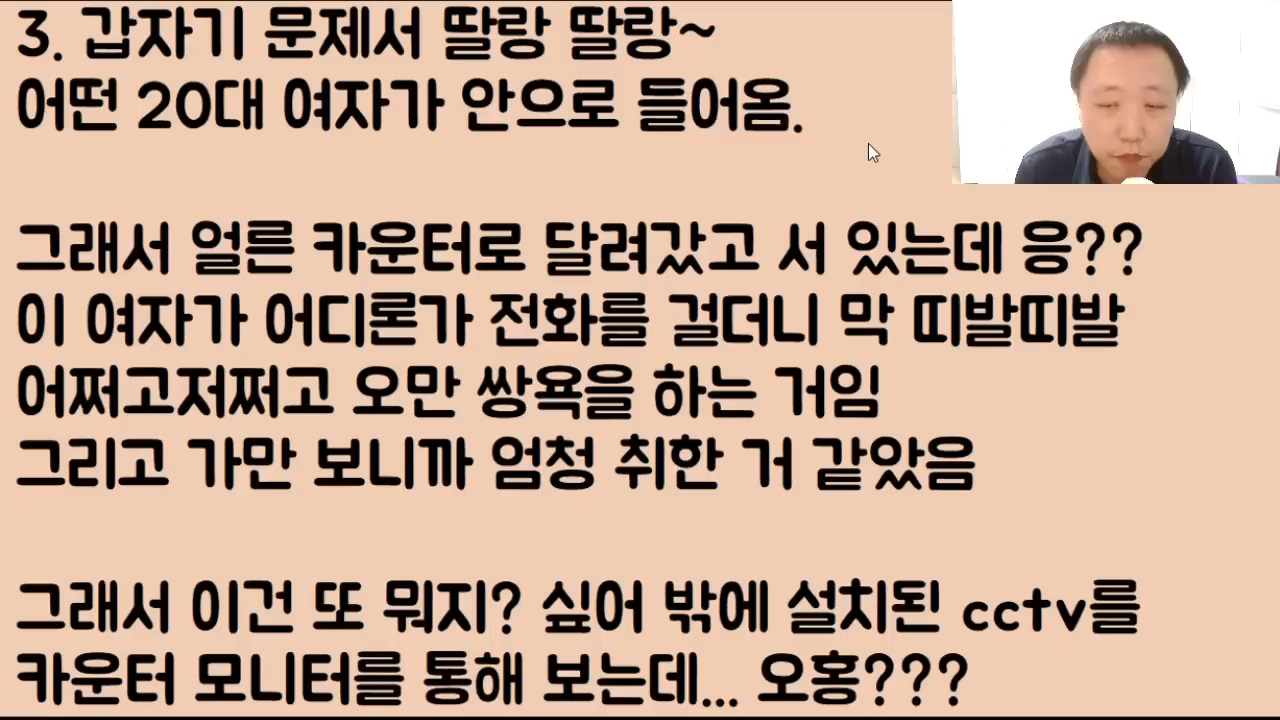 3. 갑자기 문제서 딸랑 딸랑~
어떤 20대 여자가 안으로 들어옴.
그래서 얼른 카운터로 달려갔고 서 있는데 응??
이 여자가 어디론가 전화를 걸더니 막 띠발띠발
어쩌고저쩌고 오만 쌍욕을 하는 거임
그리고 가만 보니까 엄청 취한 거 같았음
그래서 이건 또 뭐지? 싶어 밖에 설치된 cctv를
카운터 모니터를 통해 보는데... 오홍???